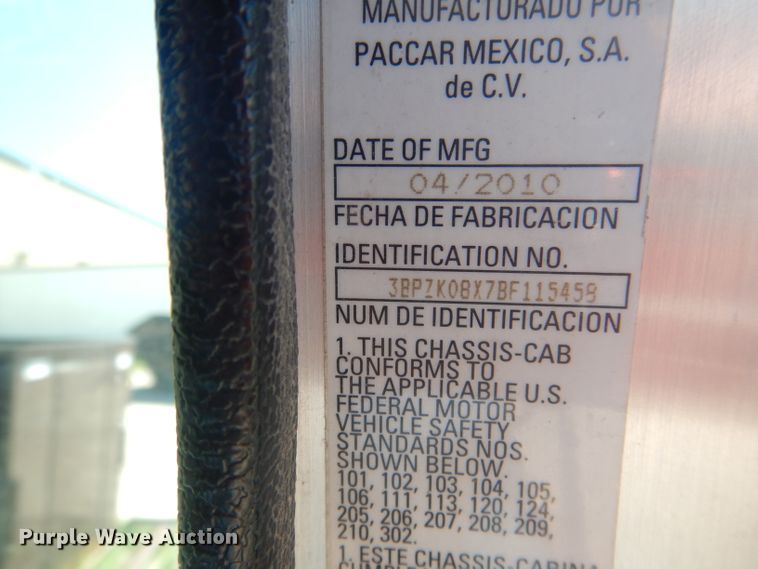 MANUFACTURADO POR
PACCAR MEXICO, S.A.
de C.V.
DATE OF MFG
04/2010
FECHA DE FABRICACION
IDENTIFICATION NO.
3BPZK08X7BF115458
NUM DE IDENTIFICACION
1. THIS CHASSIS-CAB
CONFORMS TO
THE APPLICABLE U.S.
FEDERAL MOTOR
VEHICLE SAFETY
STANDARDS NOS.
SHOWN BELOW.
101, 102, 103, 104, 105,
106, 111, 113, 120, 124,
205, 206, 207, 208, 209,
210, 302.
1. ESTE CHASSIS-CABINA
Purple Wave Auction